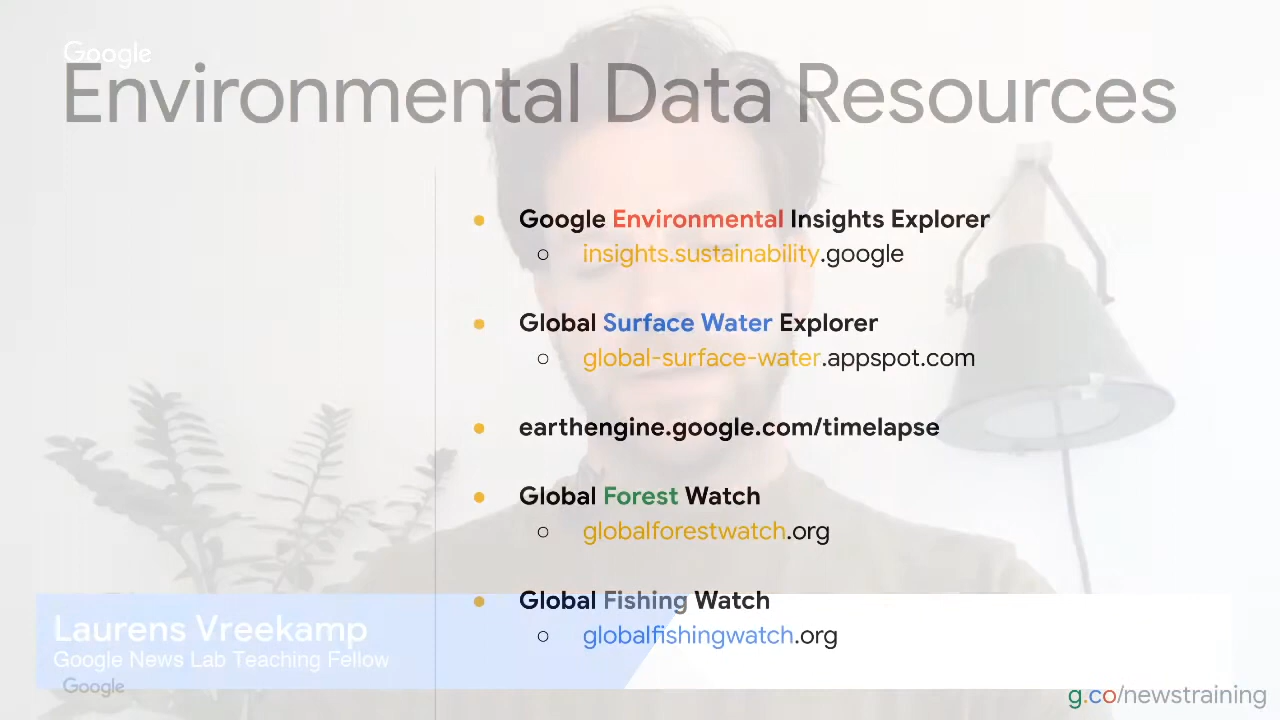 Google
Environmental Data Resources
Google Environmental Insights Explorer
insights.sustainability.google
Global Surface Water Explorer
global-surface-water.appspot.com
earthengine.google.com/timelapse
Global Forest Watch
globalforestwatch.org
Global Fishing Watch
globalfishingwatch.org
Laurens Vreekamp
Google News Lab Teaching Fellow
Google
g.co/newstraining